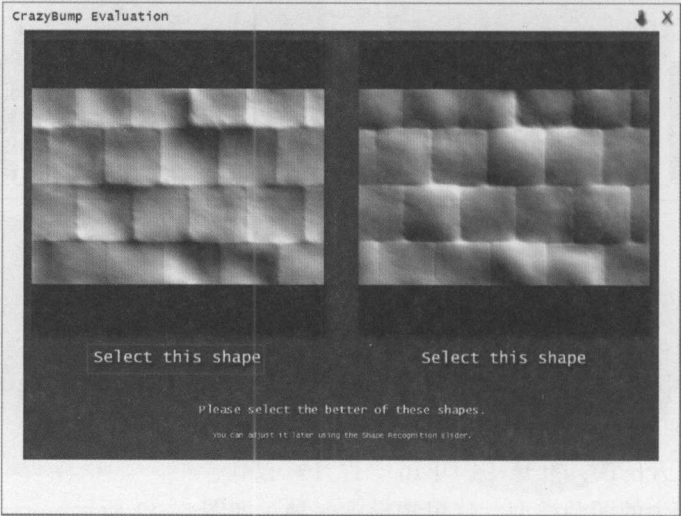 CrazyBump Evaluation
X
Select this shape
Select this shape
Please select the better of these shapes.
You can adjust it later using the Shape Recognition slider.